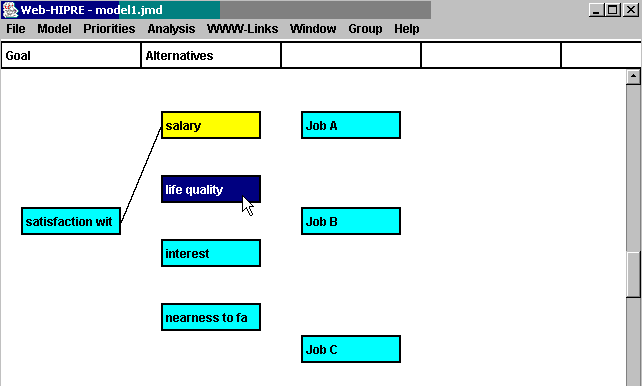 Web-HIPRE - model1.jmd
File Model Priorities Analysis WWW-Links Window Group Help
Goal Alternatives
salary Job A
life quality
satisfaction wit Job B
interest
nearness to fa
Job C